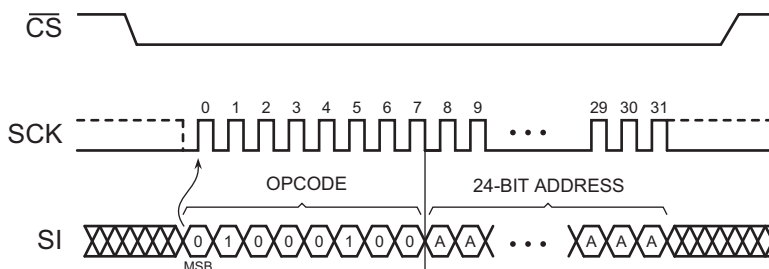 CS
0 1 2 3 4 5 6 7 8 9 29 30 31
SCK
OPCODE 24-BIT ADDRESS
SI 0 1 0 0 0 1 0 0 A A A A A
MSB